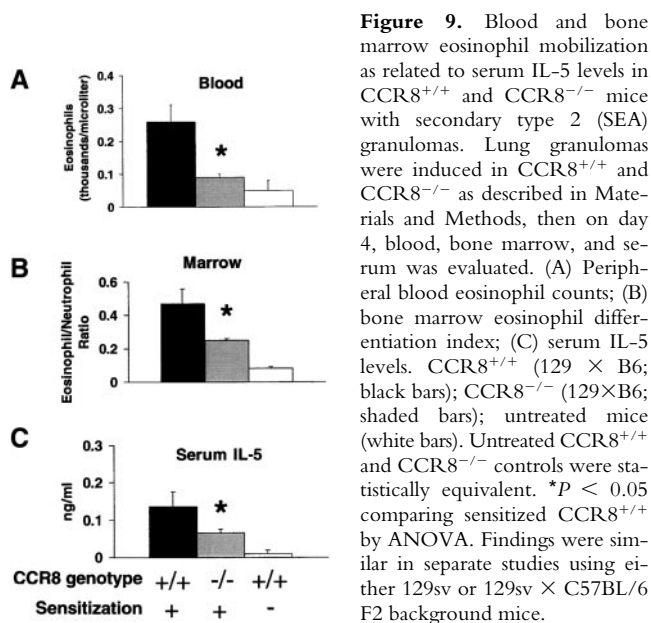 A
Blood
Eosinophils
(thousands/microliter)
0.4
0.3
0.2
0.1
0
*
B
Marrow
Eosinophil/Neutrophil
Ratio
0.6
0.4
0.2
0
*
C
Serum IL-5
ng/ml
0.3
0.2
0.1
0
*
CCR8 genotype +/+ -/- +/+
Sensitization + + -
Figure 9. Blood and bone
marrow eosinophil mobilization
as related to serum IL-5 levels in
CCR8+/+ and CCR8−/− mice
with secondary type 2 (SEA)
granulomas. Lung granulomas
were induced in CCR8+/+ and
CCR8−/− as described in Mate-
rials and Methods, then on day
4, blood, bone marrow, and se-
rum was evaluated. (A) Periph-
eral blood eosinophil counts; (B)
bone marrow eosinophil differ-
entiation index; (C) serum IL-5
levels. CCR8+/+ (129 × B6;
black bars); CCR8−/− (129×B6;
shaded bars); untreated mice
(white bars). Untreated CCR8+/+
and CCR8−/− controls were sta-
tistically equivalent. *P < 0.05
comparing sensitized CCR8+/+
by ANOVA. Findings were sim-
ilar in separate studies using ei-
ther 129sv or 129sv × C57BL/6
F2 background mice.